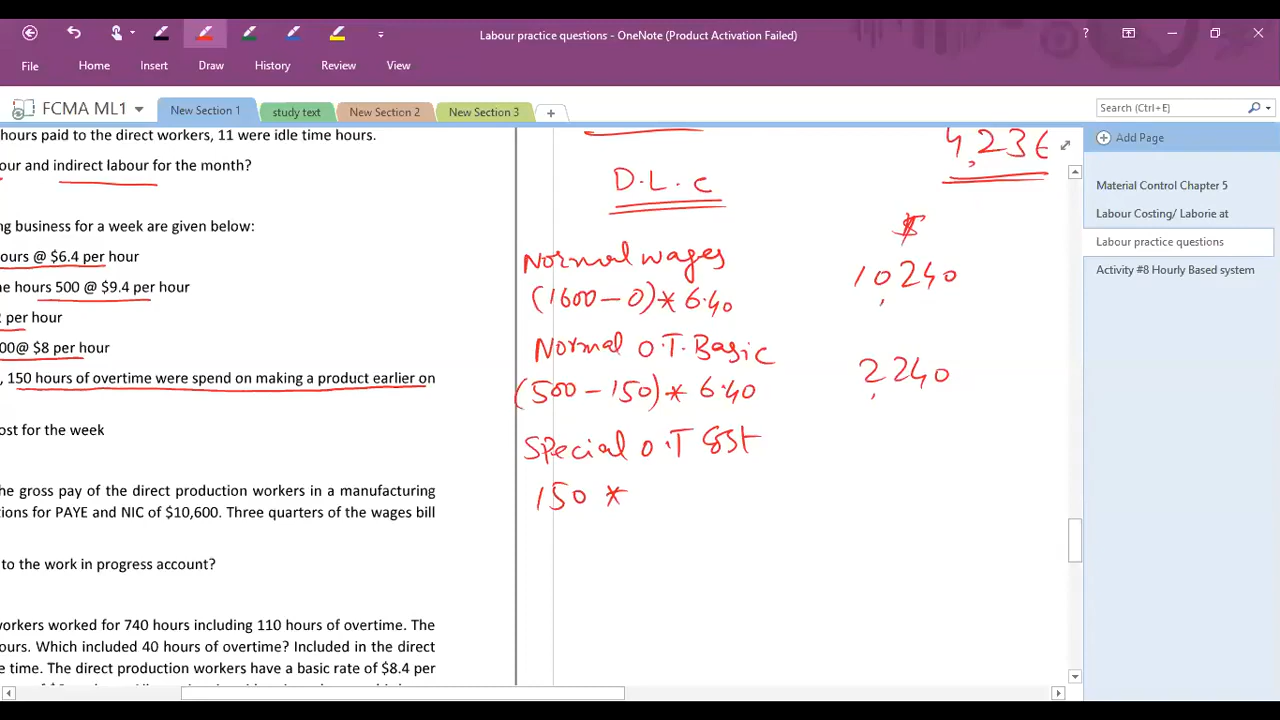 Labour practice questions - OneNote (Product Activation Failed)
?
File
Home
Insert
Draw
History
Review
View
FCMA ML1
New Section 1
study text
New Section 2
New Section 3
Search (Ctrl+E)
hours paid to the direct workers, 11 were idle time hours.
our and indirect labour for the month?
ng business for a week are given below:
ours @ $6.4 per hour
ne hours 500 @ $9.4 per hour
per hour
00@ $8 per hour
, 150 hours of overtime were spend on making a product earlier on
ost for the week
he gross pay of the direct production workers in a manufacturing
tions for PAYE and NIC of $10,600. Three quarters of the wages bill
to the work in progress account?
workers worked for 740 hours including 110 hours of overtime. The
ours. Which included 40 hours of overtime? Included in the direct
e time. The direct production workers have a basic rate of $8.4 per
4,236
D.L.c
$
Normal wages
(1600-0)*6.40
10,240
Normal O.T. Basic
(500-150)*6.40
2,240
Special O.T Cost
150 *
Add Page
Material Control Chapter 5
Labour Costing/ Laborie at
Labour practice questions
Activity #8 Hourly Based system